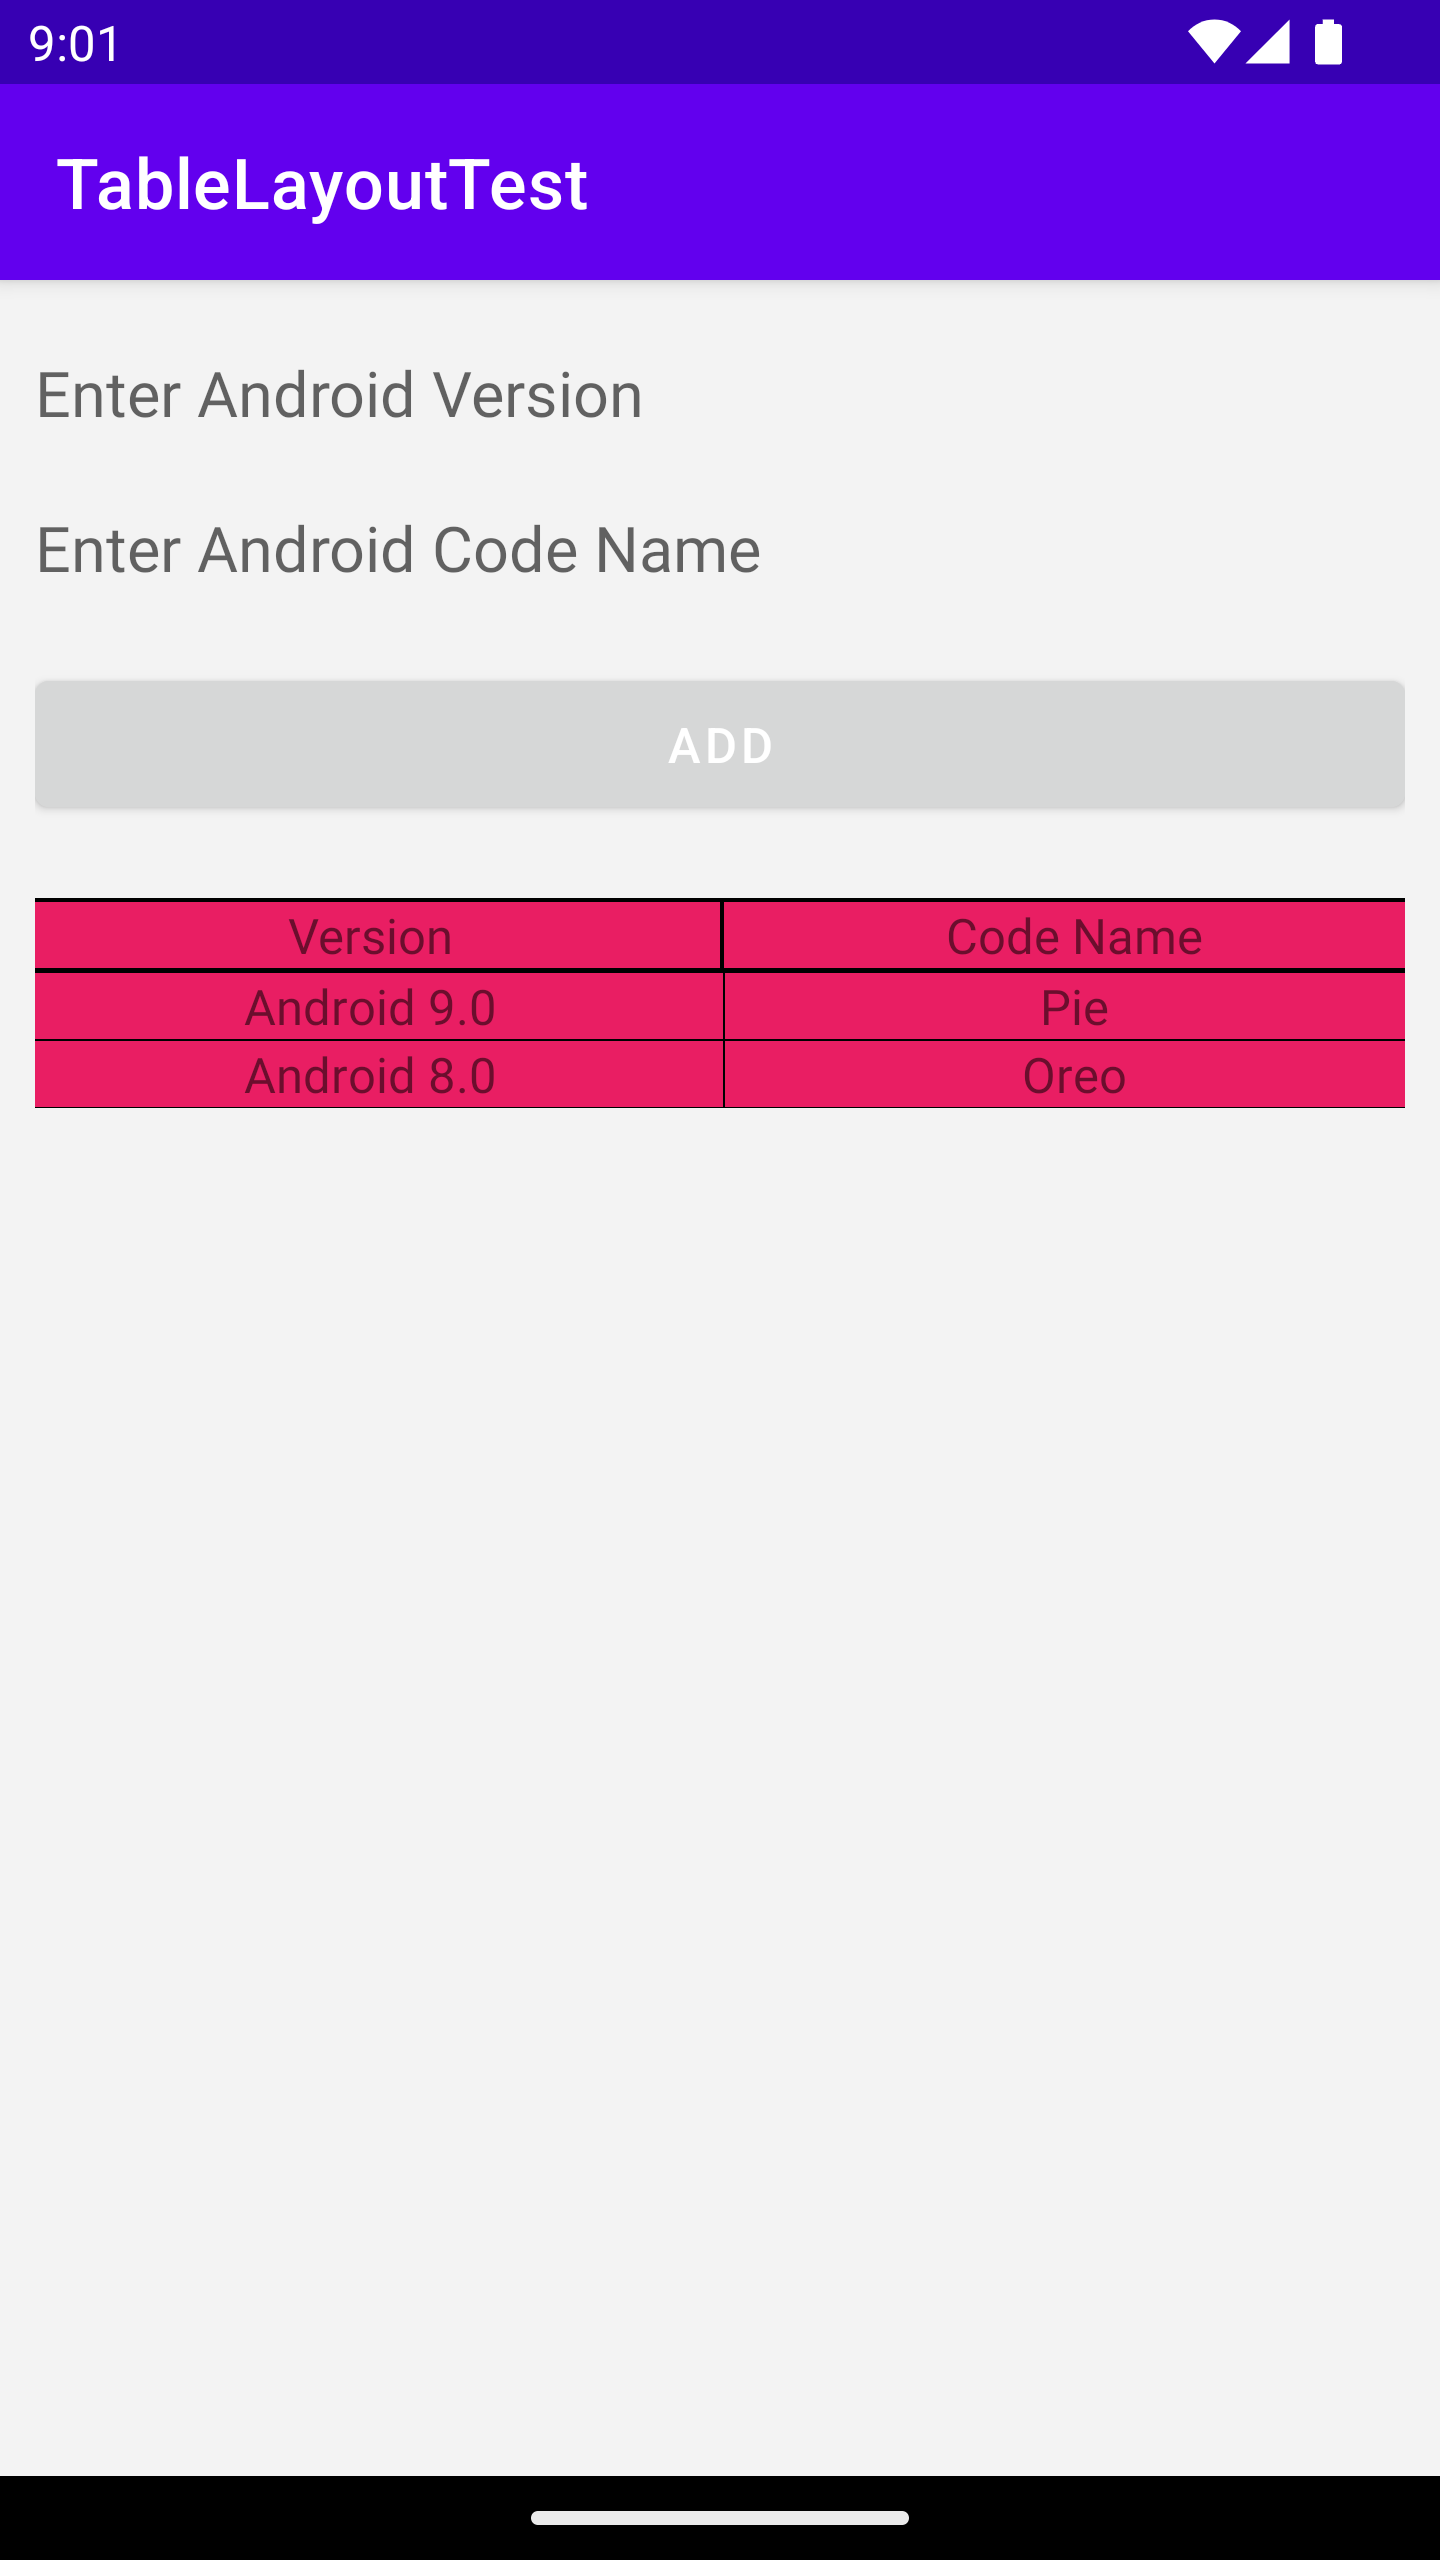 9:01
TableLayoutTest
Enter Android Version
Enter Android Code Name
ADD
Version Code Name
Android 9.0 Pie
Android 8.0 Oreo